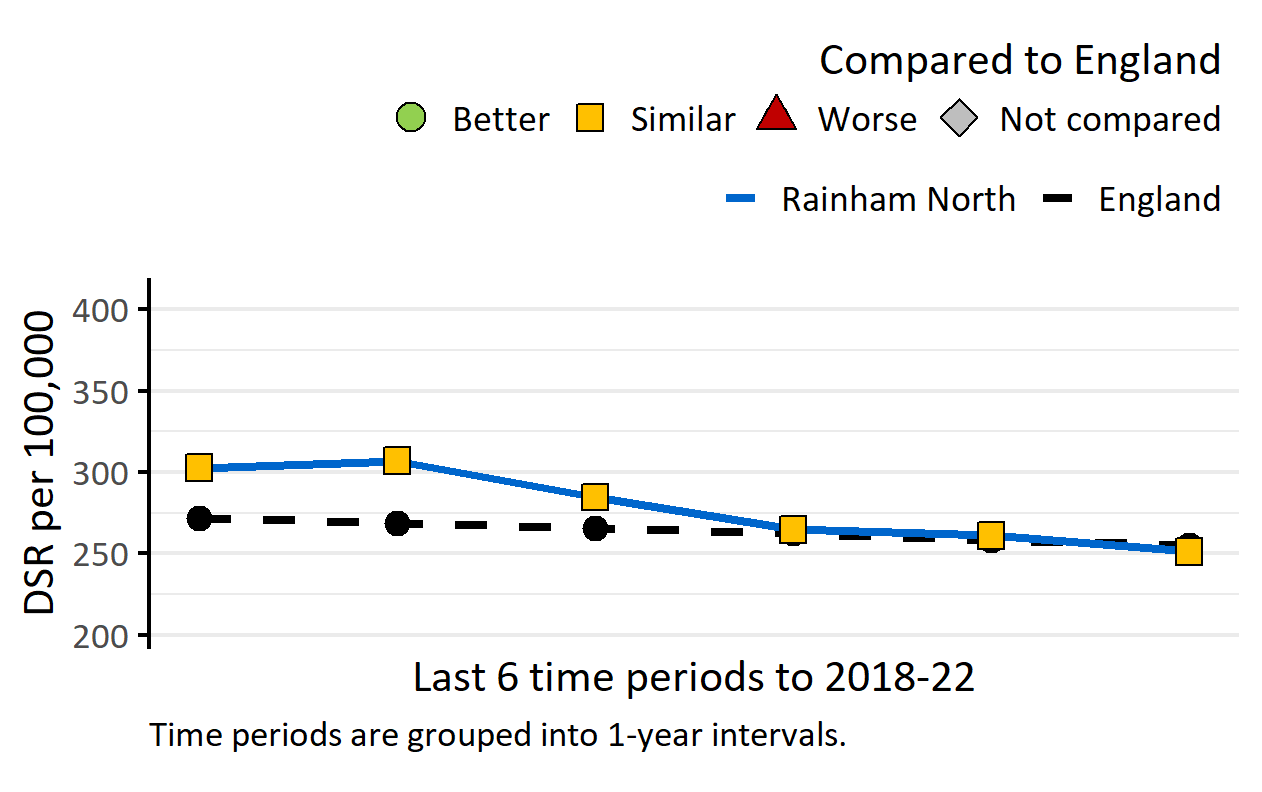 Compared to England
Better Similar Worse Not compared
Rainham North England
DSR per 100,000
400
350
300
250
200
Last 6 time periods to 2018-22
Time periods are grouped into 1-year intervals.